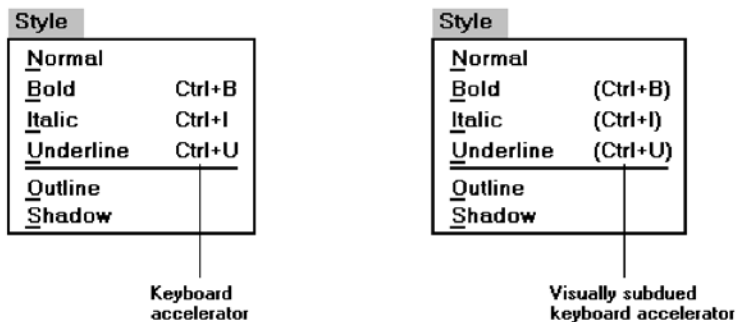 Style
Normal
Bold Ctrl+B
Italic Ctrl+I
Underline Ctrl+U
Outline
Shadow
Keyboard
accelerator
Style
Normal
Bold (Ctrl+B)
Italic (Ctrl+I)
Underline (Ctrl+U)
Outline
Shadow
Visually subdued
keyboard accelerator